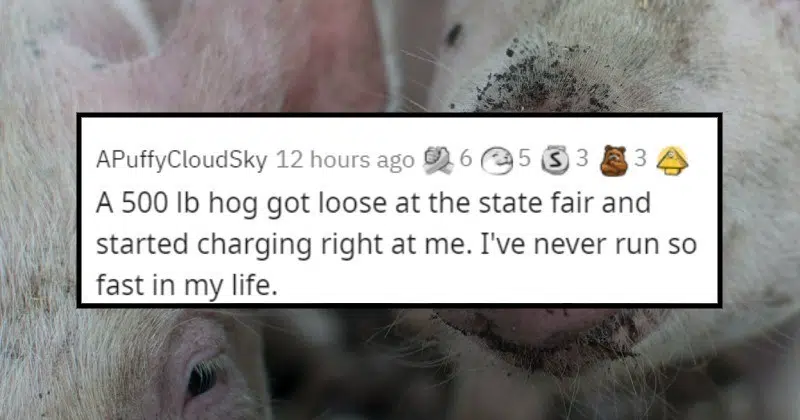 APuffyCloudSky 12 hours ago 6 5 S 3 3
A 500 lb hog got loose at the state fair and
started charging right at me. I've never run so
fast in my life.